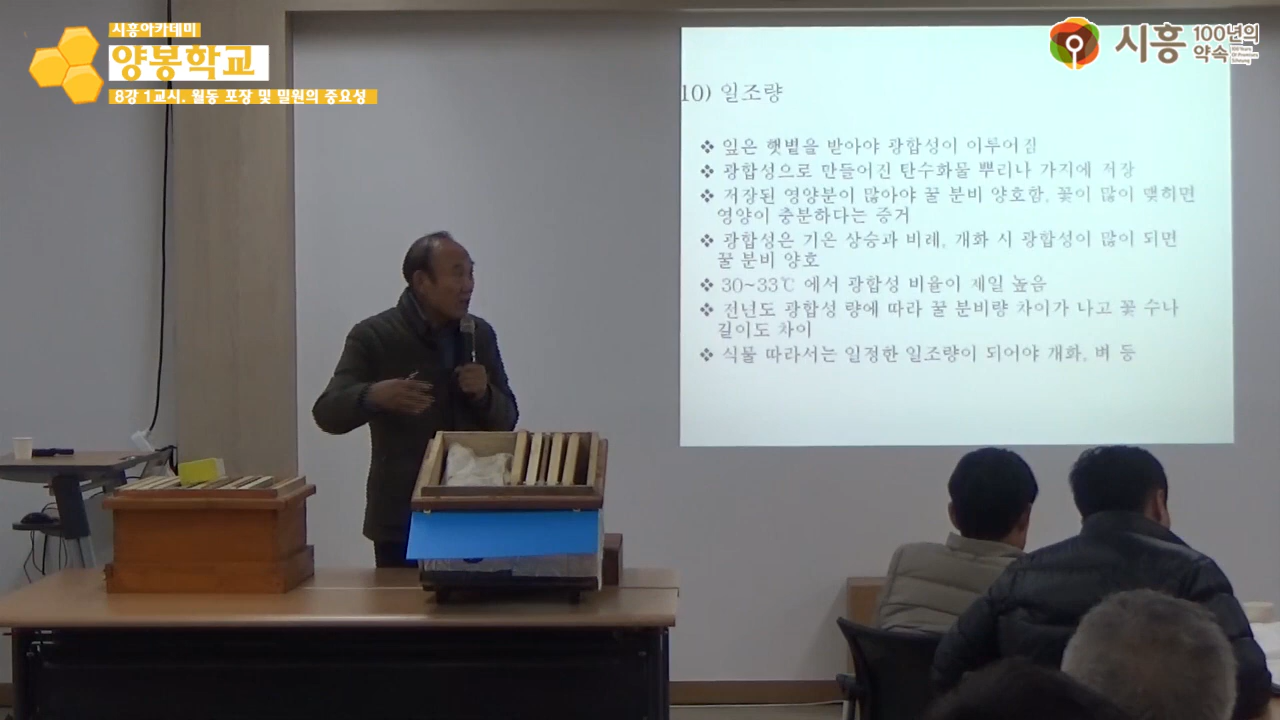 시흥아카데미
양봉학교
8강 1교시. 월동 포장 및 밀원의 중요성
시흥 100년의 약속
10) 일조량
❖ 잎은 햇볕을 받아야 광합성이 이루어짐
❖ 광합성으로 만들어진 탄수화물 뿌리나 가지에 저장
❖ 저장된 영양분이 많아야 꿀 분비 양호함, 꽃이 많이 맺히면
영양이 충분하다는 증거
❖ 광합성은 기온 상승과 비례, 개화 시 광합성이 많이 되면
꿀 분비 양호
❖ 30~33℃ 에서 광합성 비율이 제일 높음
❖ 전년도 광합성 량에 따라 꿀 분비량 차이가 나고 꽃 수나
길이도 차이
❖ 식물 따라서는 일정한 일조량이 되어야 개화, 벼 등